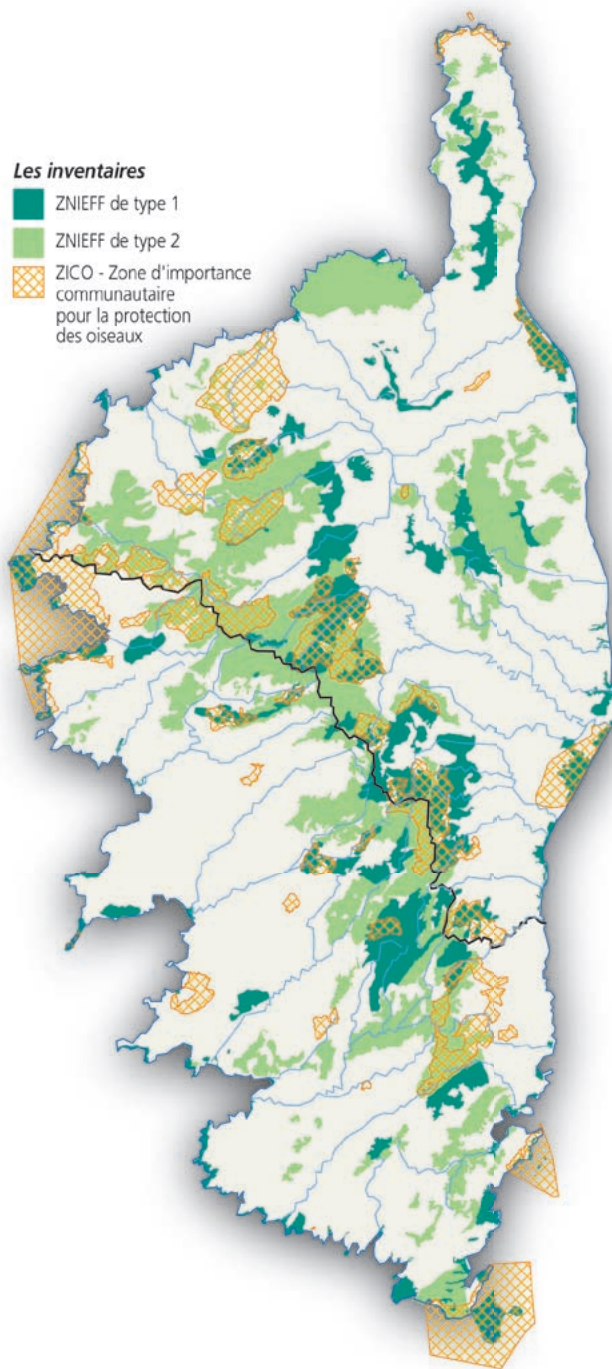 Les inventaires
ZNIEFF de type 1
ZNIEFF de type 2
ZICO - Zone d'importance
communautaire
pour la protection
des oiseaux